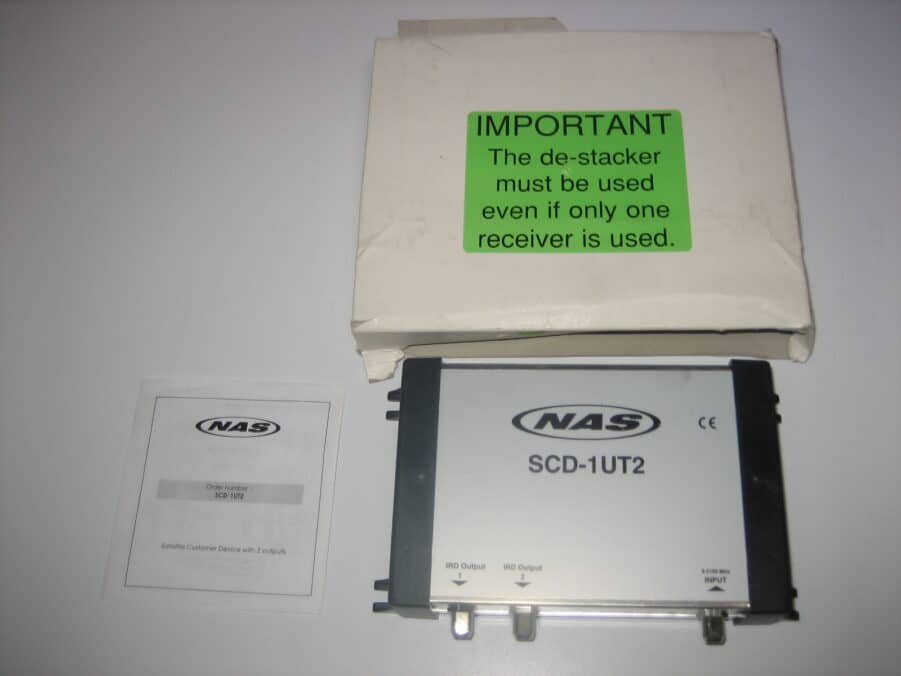 IMPORTANT
The de-stacker
must be used
even if only one
receiver is used.
NAS
SCD-1UT2
CE
IRD Output
1
IRD Output
2
INPUT
NAS
Order number :
SCD-1UT2
Satellite Customer Device with 2 outputs